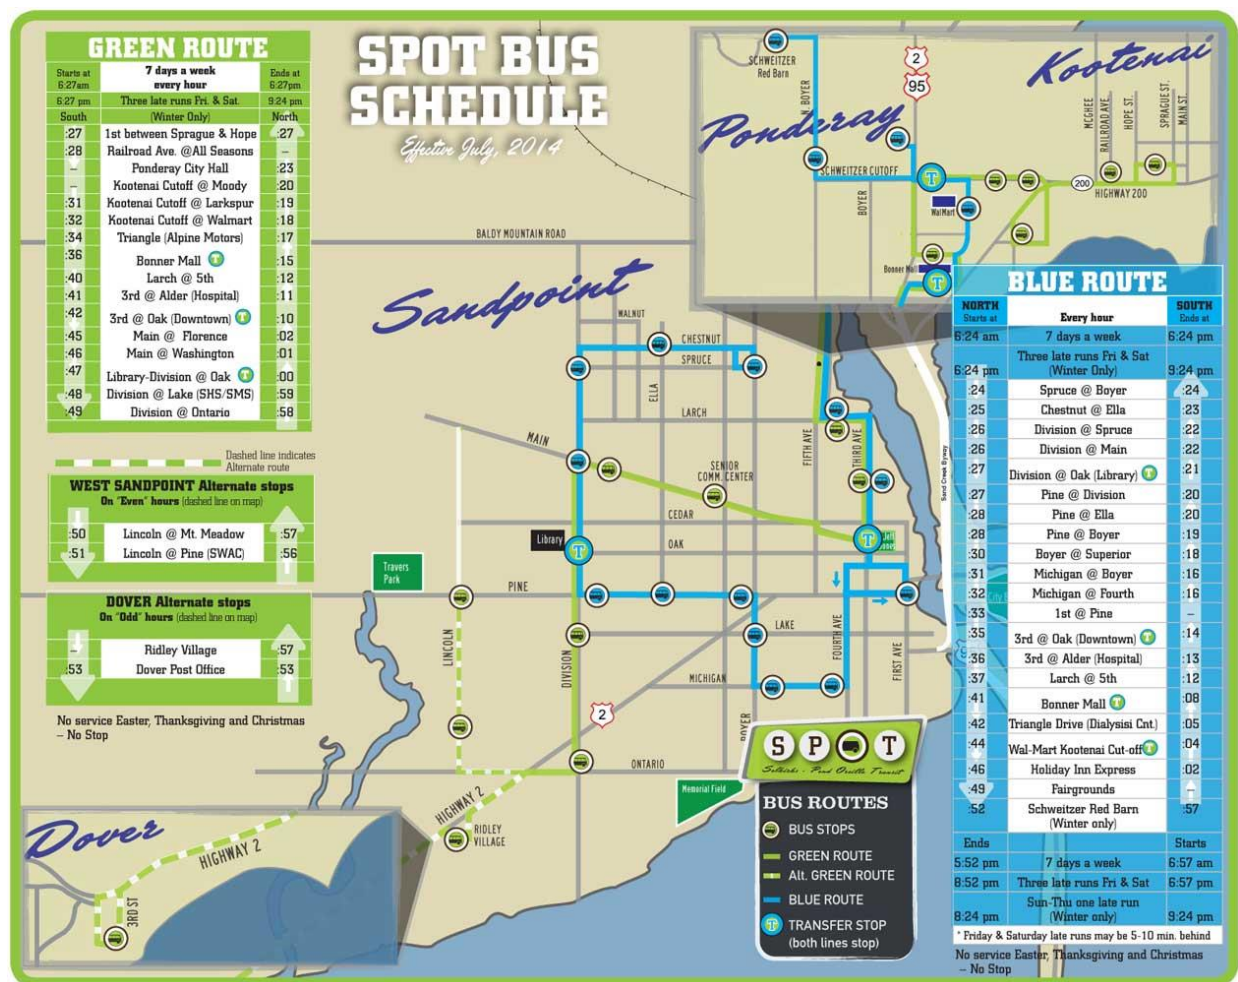 SPOT BUS
SCHEDULE
Effective July, 2014
GREEN ROUTE
Starts at 6:27am
7 days a week every hour
Ends at 6:27pm
6:27 pm Three late runs Fri. & Sat. 9:24 pm
South (Winter Only) North
:27 1st between Sprague & Hope :27
:28 Railroad Ave. @All Seasons –
– Ponderay City Hall :23
– Kootenai Cutoff @ Moody :20
:31 Kootenai Cutoff @ Larkspur :19
:32 Kootenai Cutoff @ Walmart :18
:34 Triangle (Alpine Motors) :17
:36 Bonner Mall T :15
:40 Larch @ 5th :12
:41 3rd @ Alder (Hospital) :11
:42 3rd @ Oak (Downtown) T :10
:45 Main @ Florence :02
:46 Main @ Washington :01
:47 Library-Division @ Oak T :00
:48 Division @ Lake (SHS/SMS) :59
:49 Division @ Ontario :58
Dashed line indicates
Alternate route
WEST SANDPOINT Alternate stops
On "Even" hours (dashed line on map)
:50 Lincoln @ Mt. Meadow :57
:51 Lincoln @ Pine (SWAC) :56
DOVER Alternate stops
On "Odd" hours (dashed line on map)
– Ridley Village :57
:53 Dover Post Office :53
No service Easter, Thanksgiving and Christmas
– No Stop
Kootenai
Ponderay
SCHWEITZER
Red Barn
N. BOYER
2
95
SCHWEITZER CUTOFF
BOYER
T
WalMart
Bonner Mall
T
200
HIGHWAY 200
MCGHEE
RAILROAD AVE.
HOPE ST.
SPRAGUE ST.
MAIN ST.
BALDY MOUNTAIN ROAD
Sandpoint
WALNUT
CHESTNUT
SPRUCE
ELLA
LARCH
MAIN
SENIOR
COMM. CENTER
FIFTH AVE
THIRD AVE
Sand Creek Byway
CEDAR
OAK
Library
T
T
Travers
Park
PINE
LAKE
LINCOLN
DIVISION
MICHIGAN
FOURTH AVE
FIRST AVE
BOYER
2
ONTARIO
HIGHWAY 2
RIDLEY
VILLAGE
Memorial Field
Dover
HIGHWAY 2
3RD ST
SPOT
Selkirks - Pend Oreille Transit
BUS ROUTES
BUS STOPS
GREEN ROUTE
Alt. GREEN ROUTE
BLUE ROUTE
T TRANSFER STOP
(both lines stop)
BLUE ROUTE
NORTH Starts at
Every hour
SOUTH Ends at
6:24 am 7 days a week 6:24 pm
6:24 pm Three late runs Fri & Sat (Winter Only) 9:24 pm
:24 Spruce @ Boyer :24
:25 Chestnut @ Ella :23
:26 Division @ Spruce :22
:26 Division @ Main :22
:27 Division @ Oak (Library) T :21
:27 Pine @ Division :20
:28 Pine @ Ella :20
:28 Pine @ Boyer :19
:30 Boyer @ Superior :18
:31 Michigan @ Boyer :16
:32 Michigan @ Fourth :16
:33 1st @ Pine –
:35 3rd @ Oak (Downtown) T :14
:36 3rd @ Alder (Hospital) :13
:37 Larch @ 5th :12
:41 Bonner Mall T :08
:42 Triangle Drive (Dialysisi Cnt.) :05
:44 Wal-Mart Kootenai Cut-off T :04
:46 Holiday Inn Express :02
:49 Fairgrounds –
:52 Schweitzer Red Barn (Winter only) :57
Ends Starts
5:52 pm 7 days a week 6:57 am
8:52 pm Three late runs Fri & Sat 6:57 pm
8:24 pm Sun-Thu one late run (Winter only) 9:24 pm
* Friday & Saturday late runs may be 5-10 min. behind
No service Easter, Thanksgiving and Christmas
– No Stop